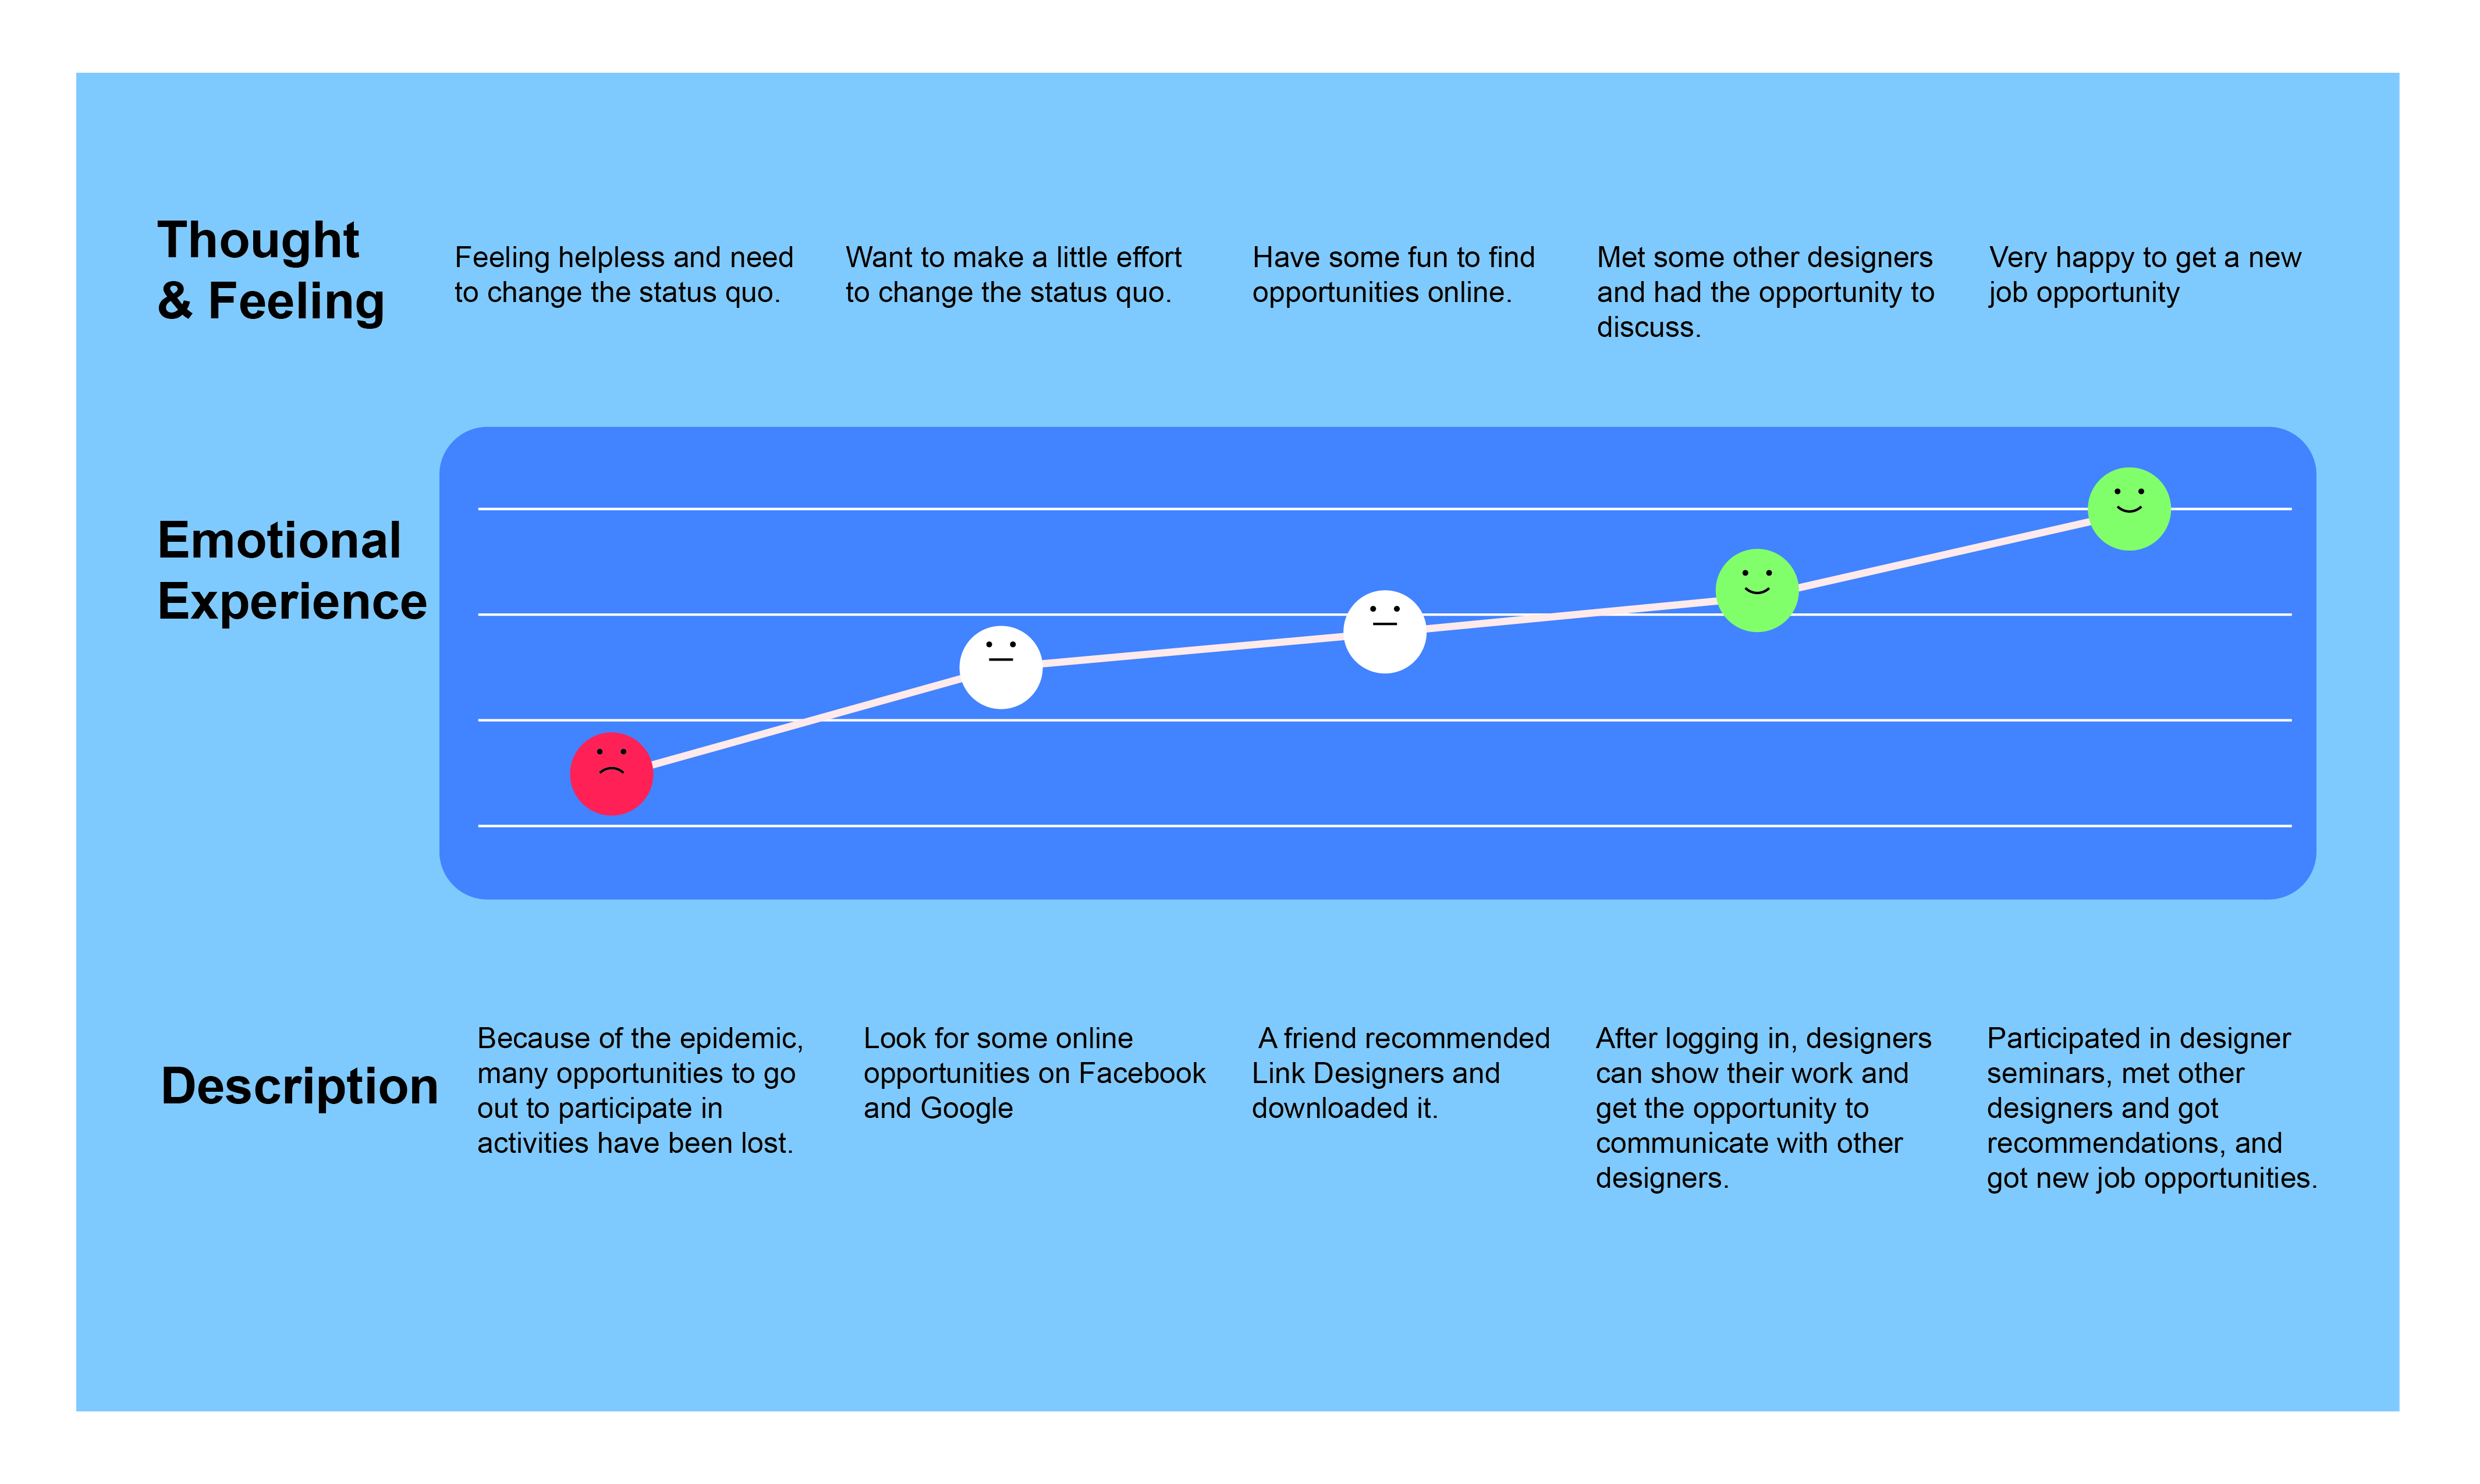 Thought
& Feeling
Feeling helpless and need
to change the status quo.
Want to make a little effort
to change the status quo.
Have some fun to find
opportunities online.
Met some other designers
and had the opportunity to
discuss.
Very happy to get a new
job opportunity
Emotional
Experience
Description
Because of the epidemic,
many opportunities to go
out to participate in
activities have been lost.
Look for some online
opportunities on Facebook
and Google
A friend recommended
Link Designers and
downloaded it.
After logging in, designers
can show their work and
get the opportunity to
communicate with other
designers.
Participated in designer
seminars, met other
designers and got
recommendations, and
got new job opportunities.